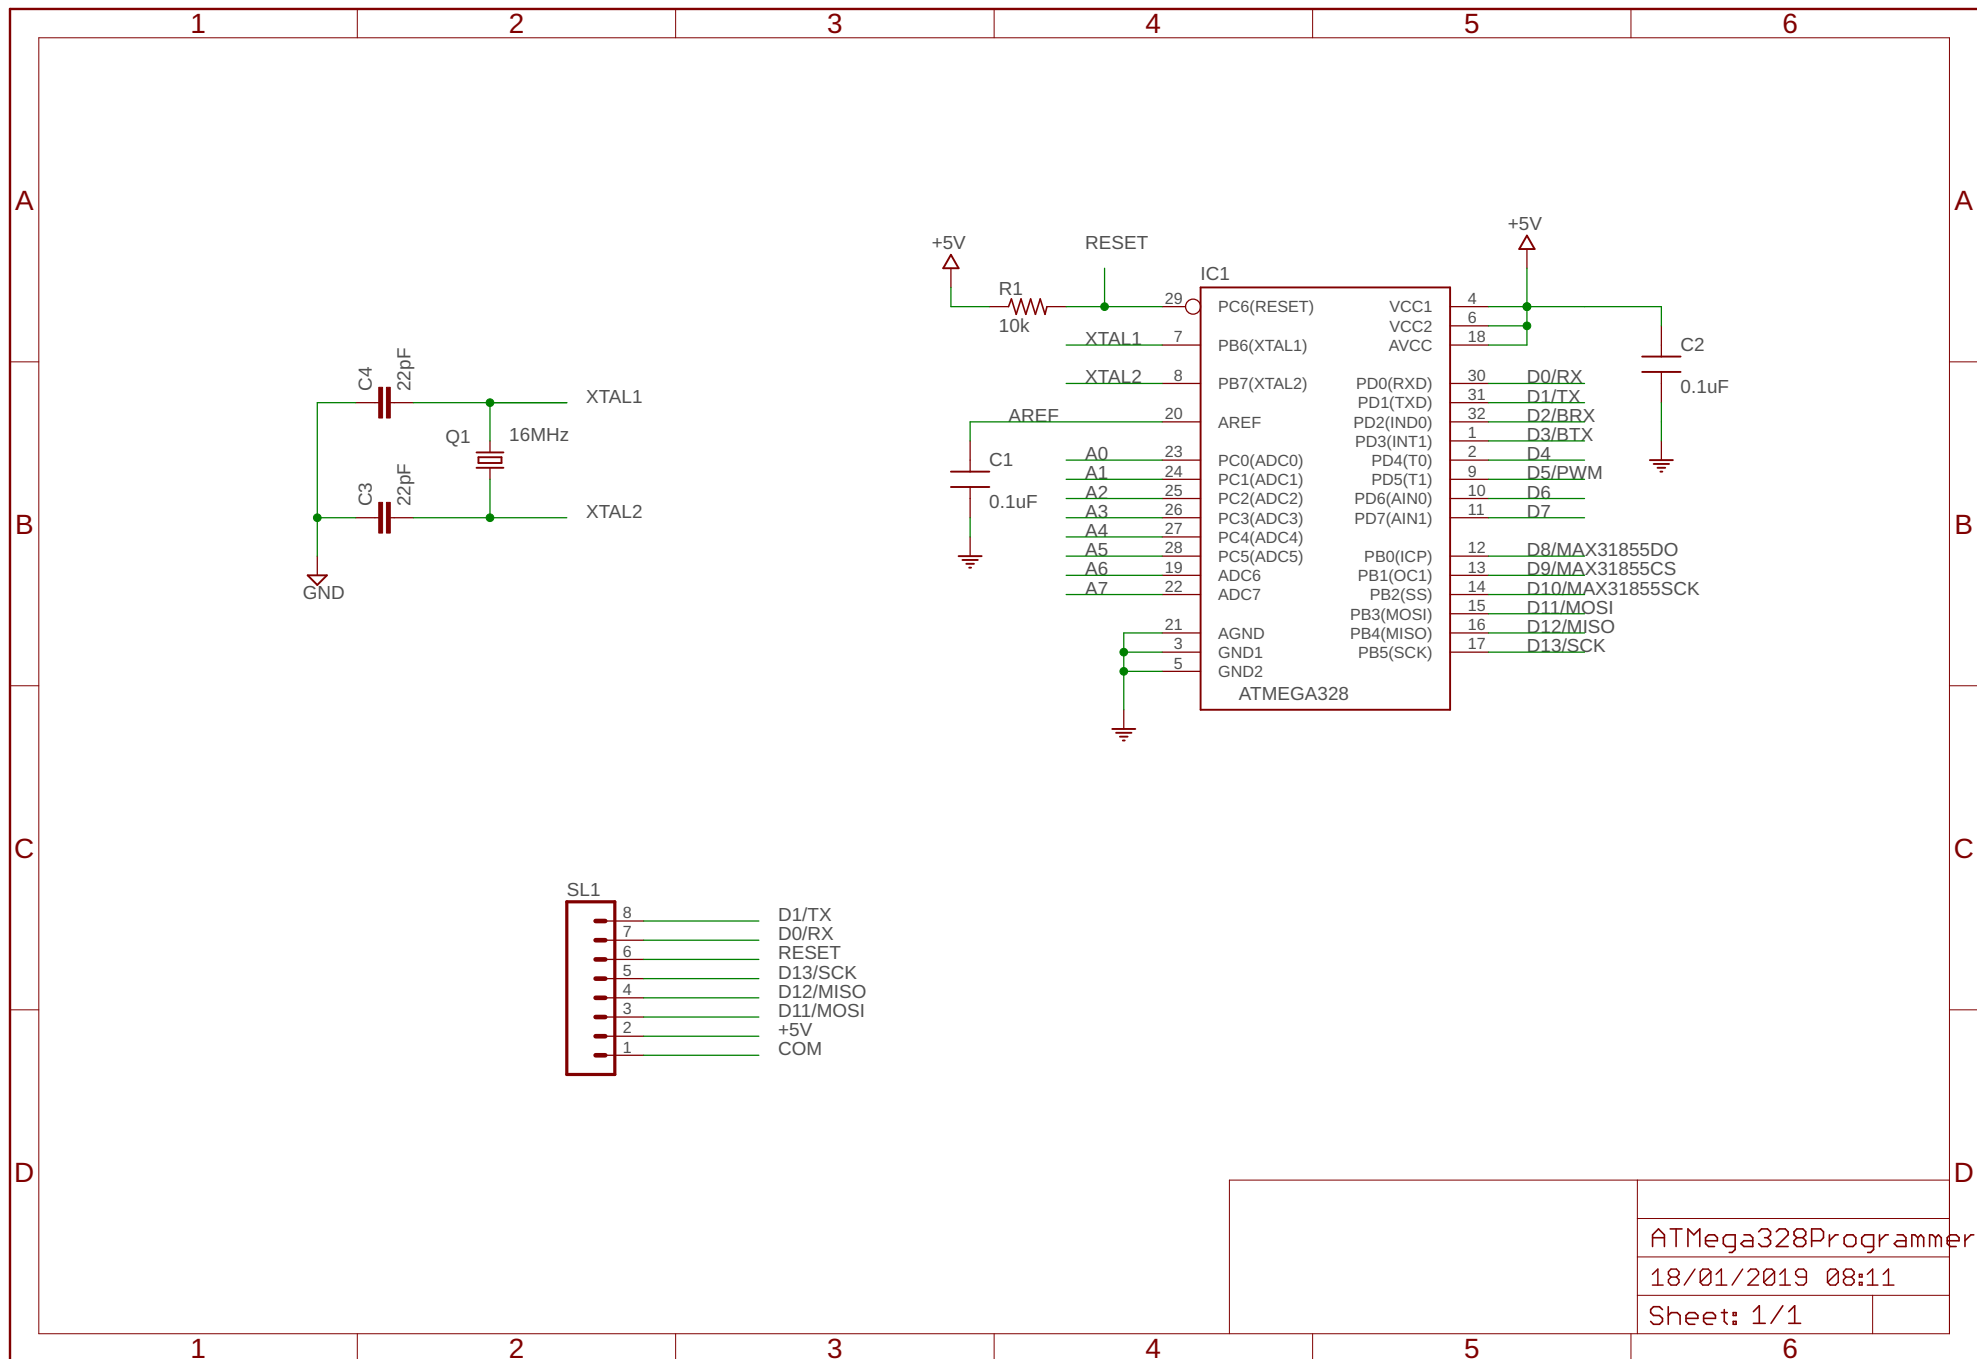 1 2 3 4 5 6
A A
+5V
+5V RESET
IC1
R1
10k
29 PC6(RESET) VCC1 4
VCC2 6
7 XTAL1 PB6(XTAL1) AVCC 18
C2
0.1uF
XTAL2 8 PB7(XTAL2) PD0(RXD) 30 D0/RX
PD1(TXD) 31 D1/TX
AREF 20 AREF PD2(IND0) 32 D2/BRX
PD3(INT1) 1 D3/BTX
A0 23 PC0(ADC0) PD4(T0) 2 D4
A1 24 PC1(ADC1) PD5(T1) 9 D5/PWM
A2 25 PC2(ADC2) PD6(AIN0) 10 D6
A3 26 PC3(ADC3) PD7(AIN1) 11 D7
A4 27 PC4(ADC4)
A5 28 PC5(ADC5) PB0(ICP) 12 D8/MAX31855DO
A6 19 ADC6 PB1(OC1) 13 D9/MAX31855CS
A7 22 ADC7 PB2(SS) 14 D10/MAX31855SCK
PB3(MOSI) 15 D11/MOSI
21 AGND PB4(MISO) 16 D12/MISO
3 GND1 PB5(SCK) 17 D13/SCK
5 GND2
ATMEGA328
C1
0.1uF
C4
22pF
XTAL1
Q1 16MHz
C3
22pF
XTAL2
GND
B B
C C
SL1
8 D1/TX
7 D0/RX
6 RESET
5 D13/SCK
4 D12/MISO
3 D11/MOSI
2 +5V
1 COM
D D
ATMega328Programmer
18/01/2019 08:11
Sheet: 1/1
1 2 3 4 5 6